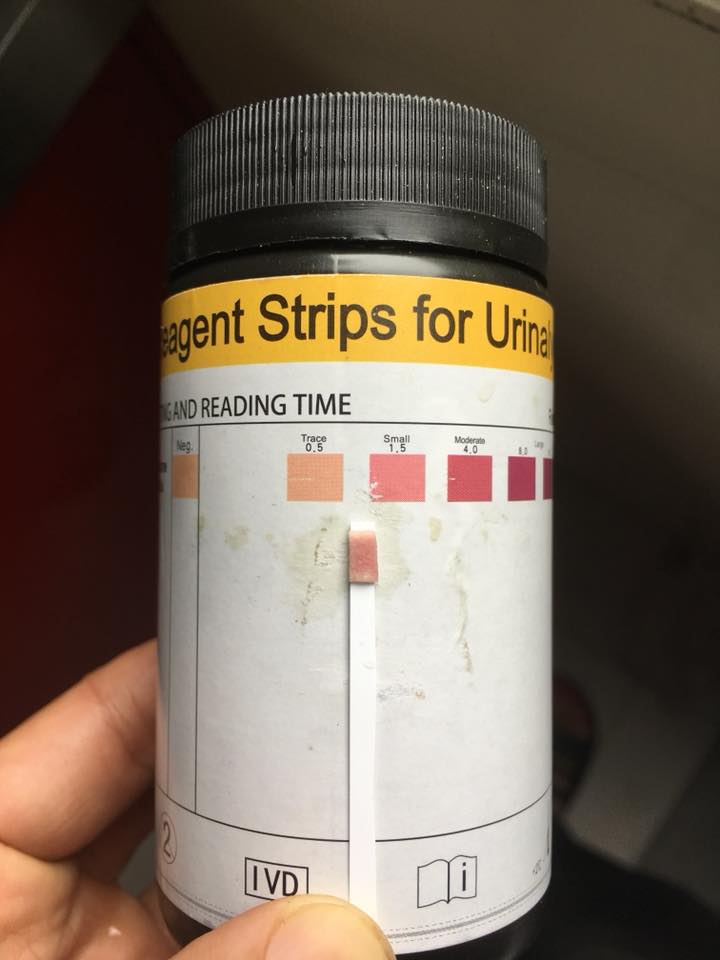 eagent Strips for Urinal
NG AND READING TIME
Neg.
Trace
0.5
Small
1.5
Moderate
4.0
Large
8.0
2
IVD
i